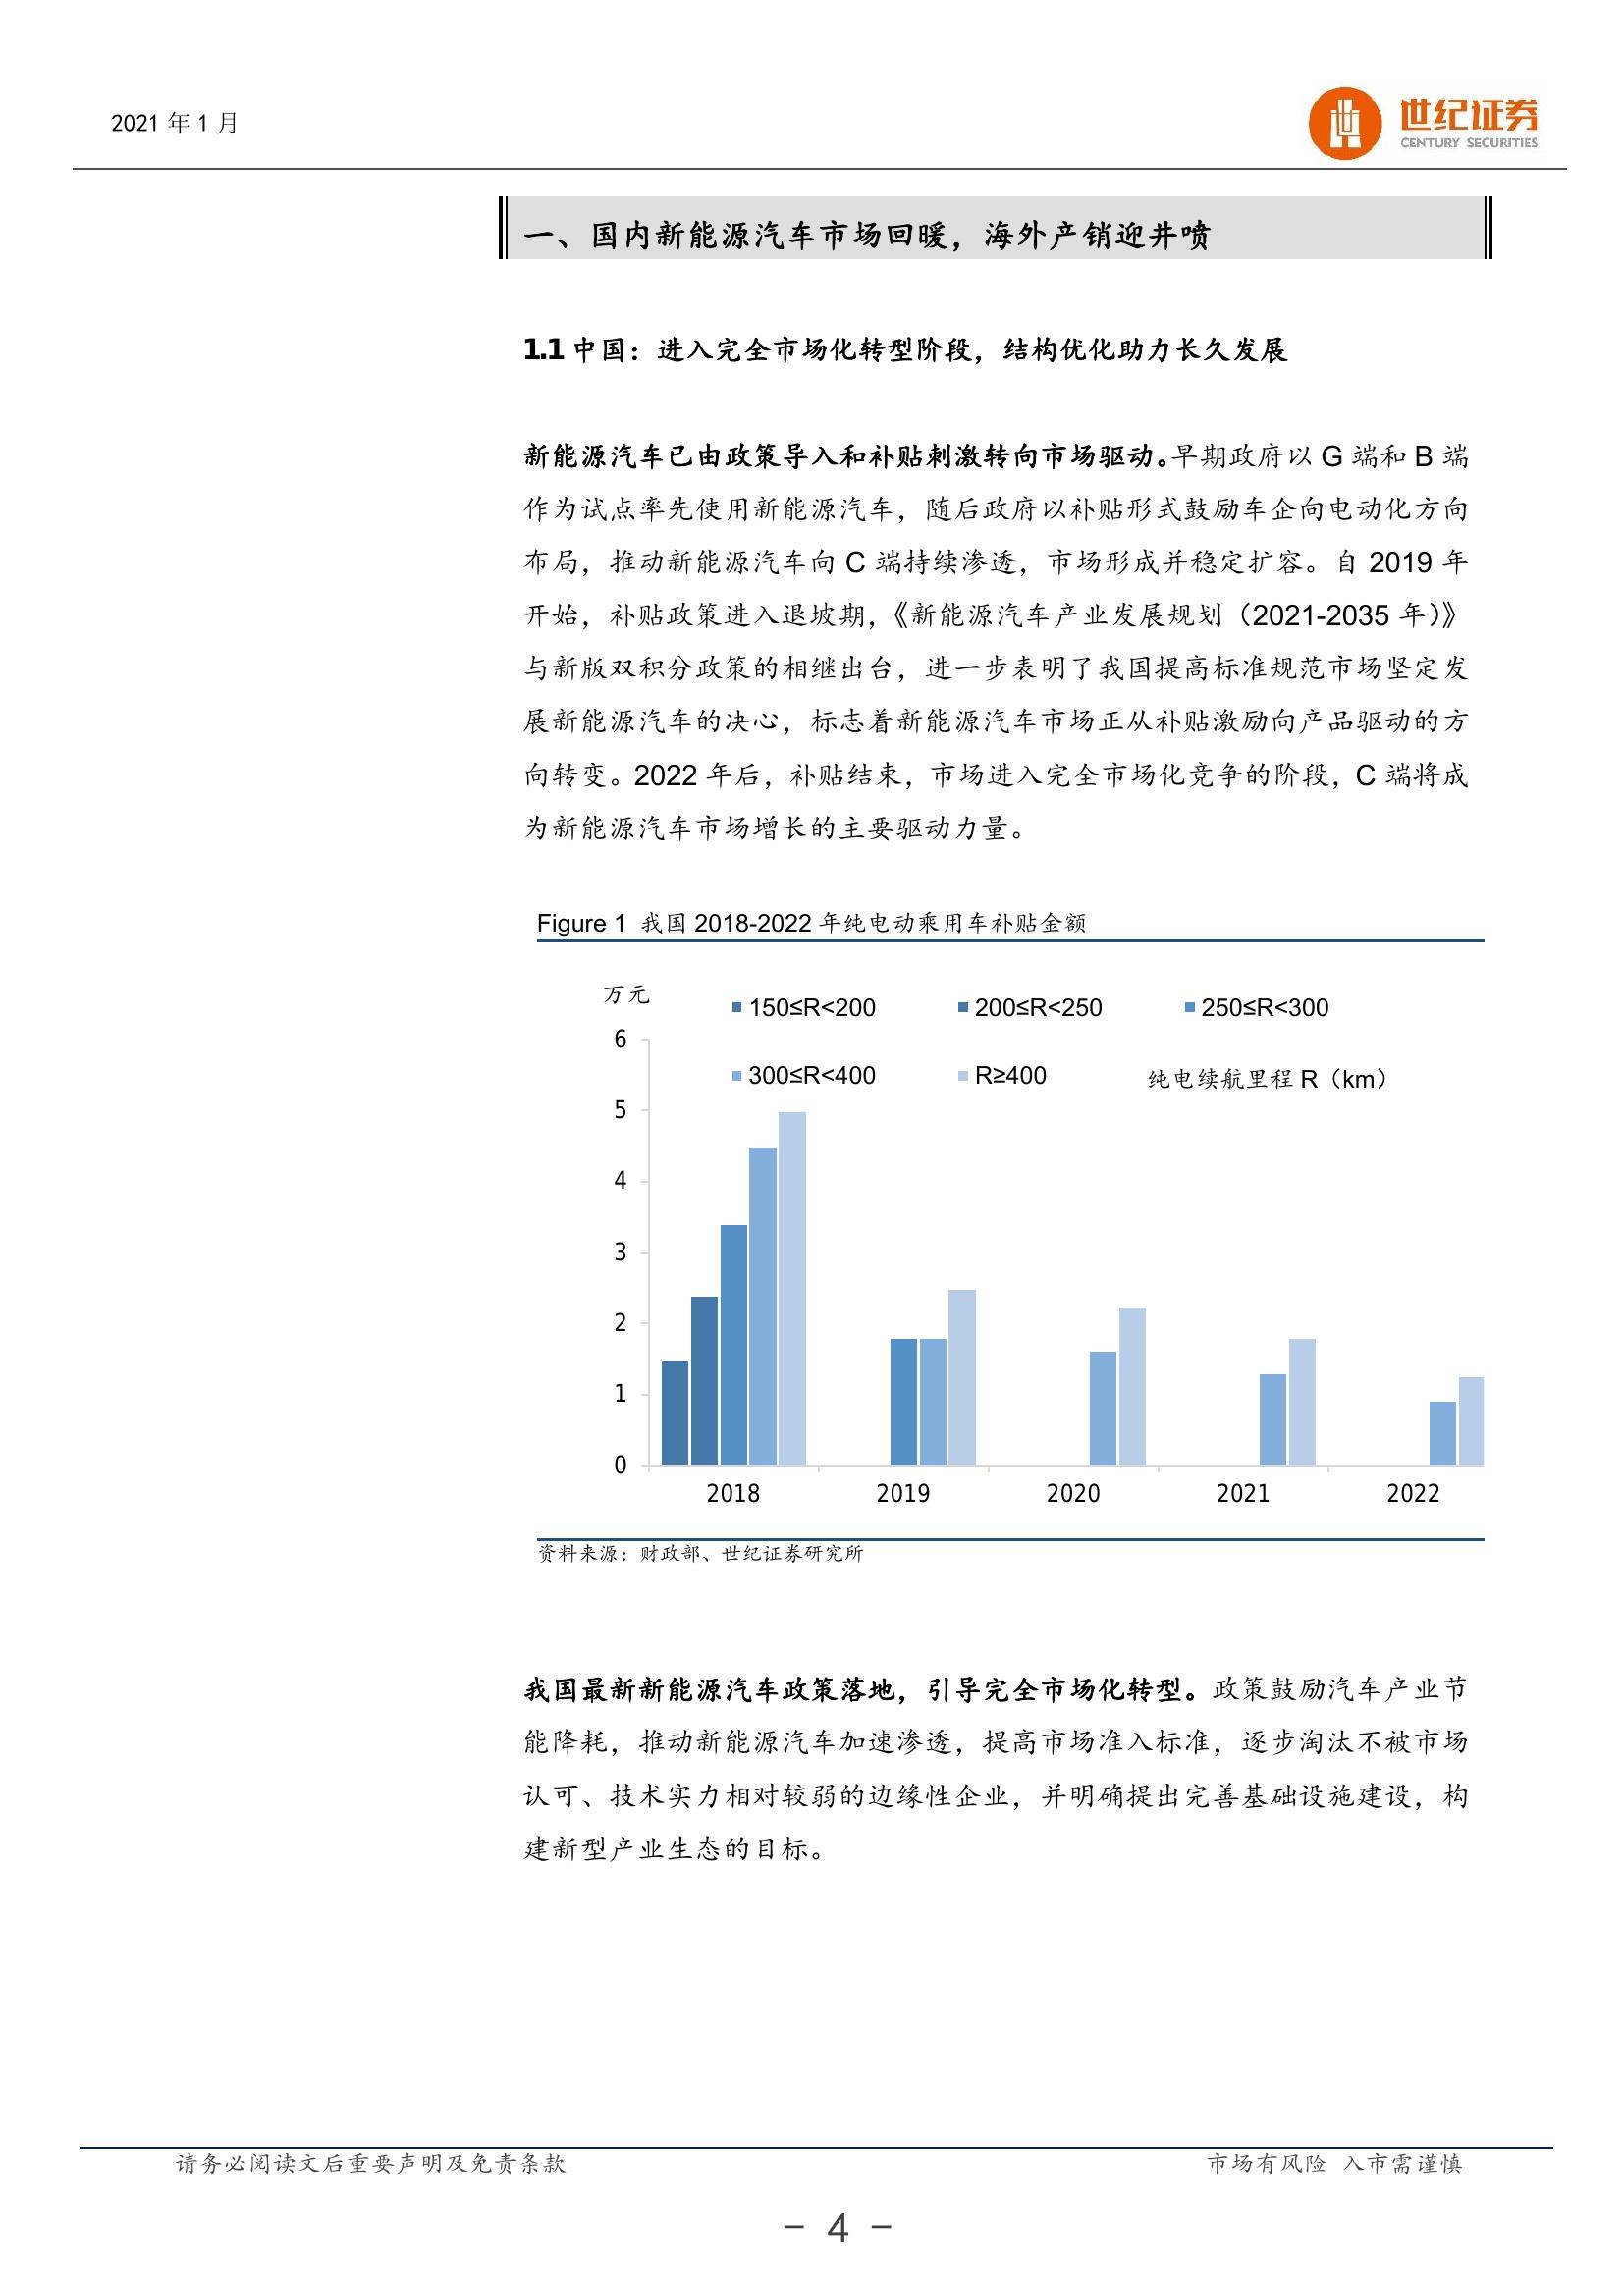 2021 年 1 月
世纪证券
CENTURY SECURITIES
一、国内新能源汽车市场回暖，海外产销迎井喷
1.1 中国：进入完全市场化转型阶段，结构优化助力长久发展
新能源汽车已由政策导入和补贴刺激转向市场驱动。早期政府以 G 端和 B 端
作为试点率先使用新能源汽车，随后政府以补贴形式鼓励车企向电动化方向
布局，推动新能源汽车向 C 端持续渗透，市场形成并稳定扩容。自 2019 年
开始，补贴政策进入退坡期，《新能源汽车产业发展规划（2021-2035 年）》
与新版双积分政策的相继出台，进一步表明了我国提高标准规范市场坚定发
展新能源汽车的决心，标志着新能源汽车市场正从补贴激励向产品驱动的方
向转变。2022 年后，补贴结束，市场进入完全市场化竞争的阶段，C 端将成
为新能源汽车市场增长的主要驱动力量。
Figure 1 我国 2018-2022 年纯电动乘用车补贴金额
万元
150≤R<200 200≤R<250 250≤R<300
300≤R<400 R≥400 纯电续航里程 R（km）
6
5
4
3
2
1
0
2018 2019 2020 2021 2022
资料来源：财政部、世纪证券研究所
我国最新新能源汽车政策落地，引导完全市场化转型。政策鼓励汽车产业节
能降耗，推动新能源汽车加速渗透，提高市场准入标准，逐步淘汰不被市场
认可、技术实力相对较弱的边缘性企业，并明确提出完善基础设施建设，构
建新型产业生态的目标。
请务必阅读文后重要声明及免责条款 市场有风险 入市需谨慎
- 4 -